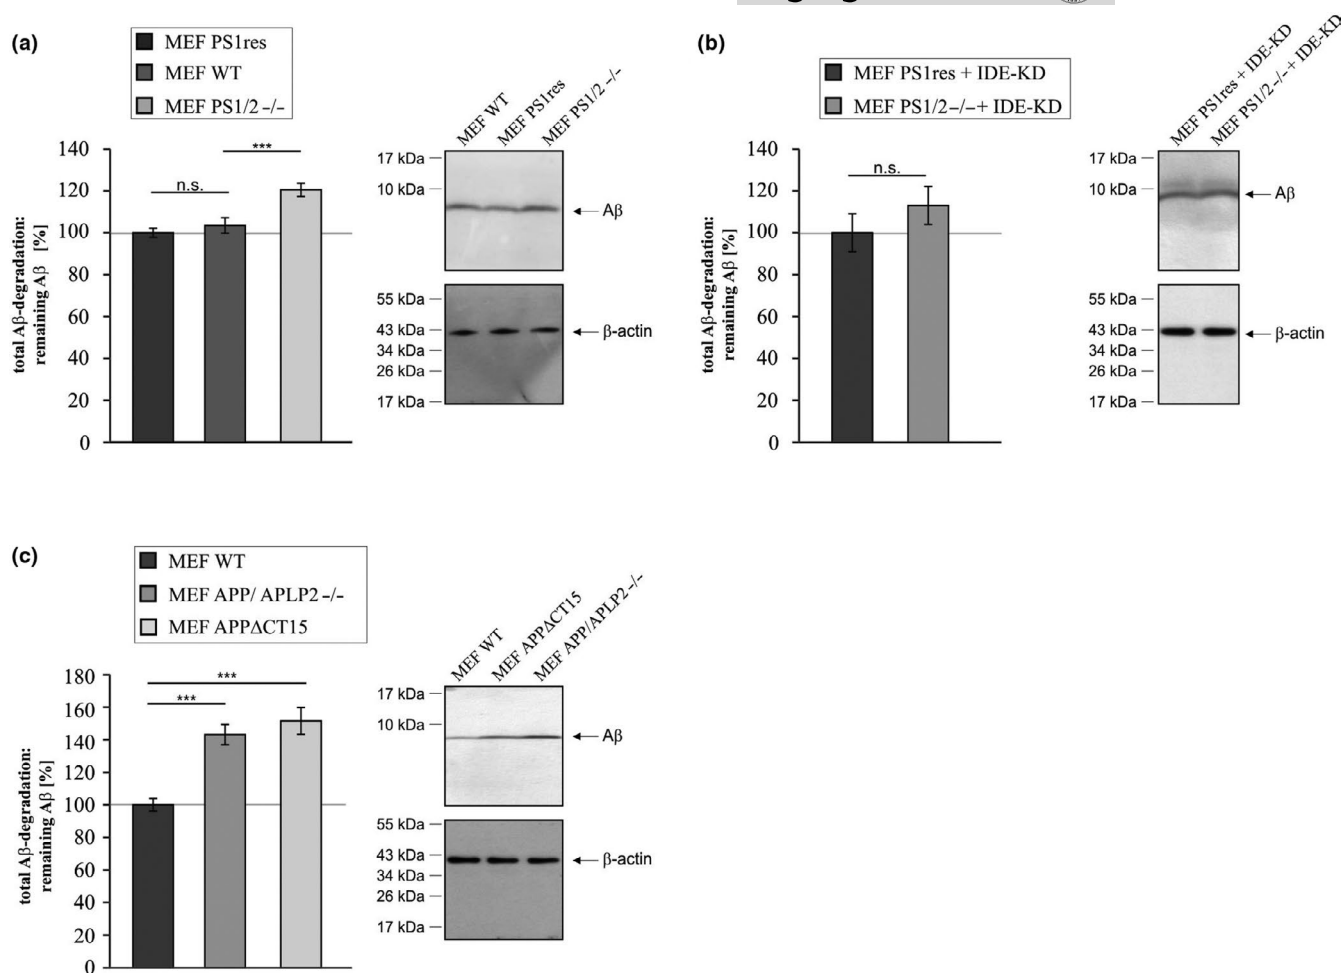 (a)
MEF PS1res
MEF WT
MEF PS1/2 -/-
140
120
100
80
60
40
20
0
total Aβ-degradation:
remaining Aβ [%]
n.s.
***
MEF WT
MEF PS1res
MEF PS1/2 -/-
17 kDa
10 kDa
Aβ
55 kDa
43 kDa
34 kDa
26 kDa
17 kDa
β-actin
(b)
MEF PS1res + IDE-KD
MEF PS1/2-/-+ IDE-KD
140
120
100
80
60
40
20
0
total Aβ-degradation:
remaining Aβ [%]
n.s.
MEF PS1res + IDE-KD
MEF PS1/2-/-+ IDE-KD
17 kDa
10 kDa
Aβ
55 kDa
43 kDa
34 kDa
26 kDa
17 kDa
β-actin
(c)
MEF WT
MEF APP/ APLP2-/-
MEF APPΔCT15
180
160
140
120
100
80
60
40
20
0
total Aβ-degradation:
remaining Aβ [%]
***
***
MEF WT
MEF APPΔCT15
MEF APP/APLP2-/-
17 kDa
10 kDa
Aβ
55 kDa
43 kDa
34 kDa
26 kDa
17 kDa
β-actin